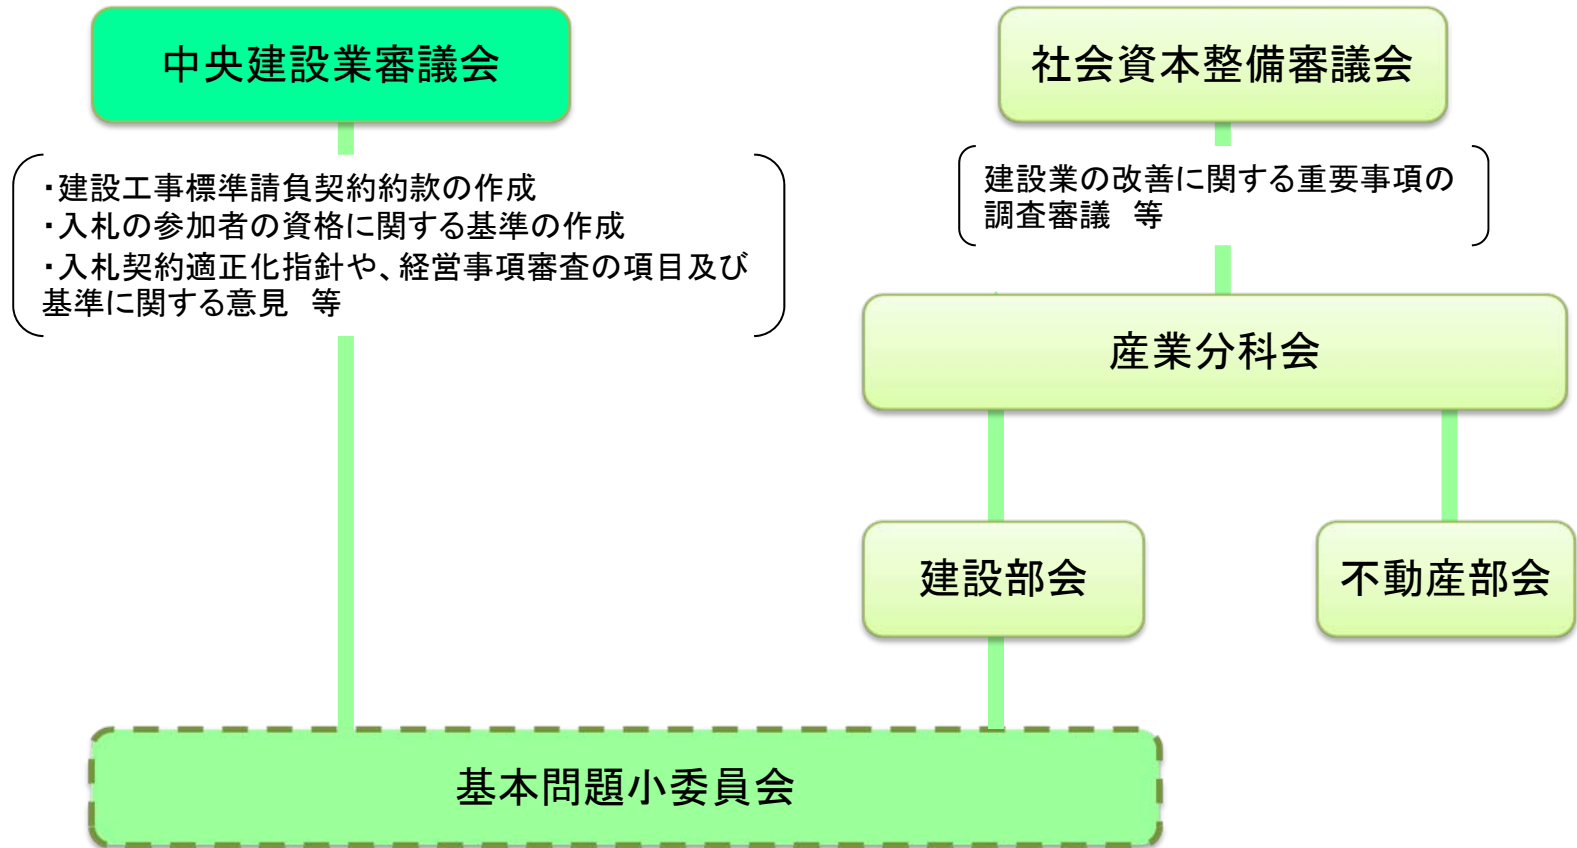 中央建設業審議会
・建設工事標準請負契約約款の作成
・入札の参加者の資格に関する基準の作成
・入札契約適正化指針や、経営事項審査の項目及び
基準に関する意見　等
社会資本整備審議会
建設業の改善に関する重要事項の
調査審議　等
産業分科会
建設部会
不動産部会
基本問題小委員会